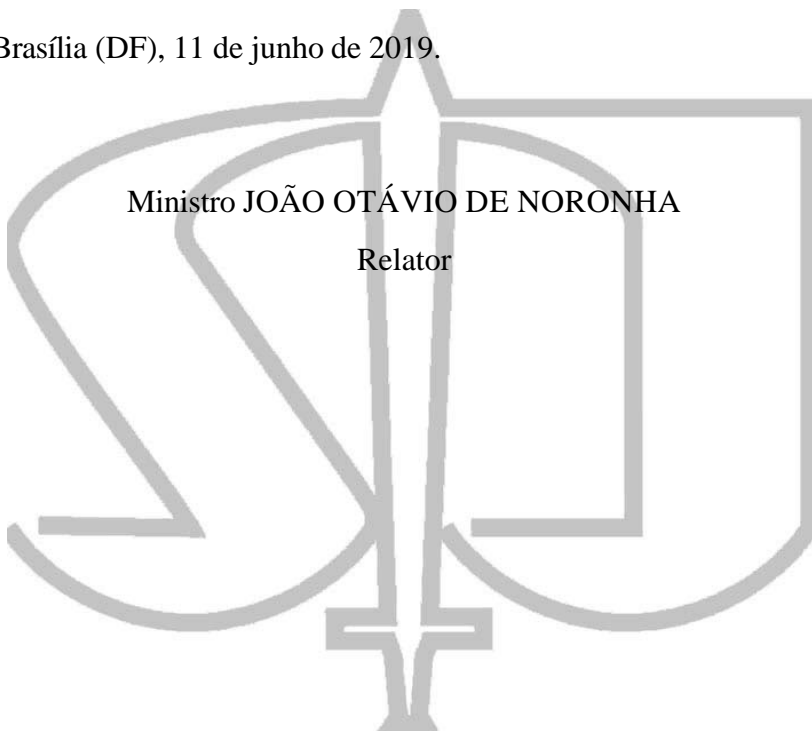 Brasília (DF), 11 de junho de 2019.
Ministro JOÃO OTÁVIO DE NORONHA
Relator